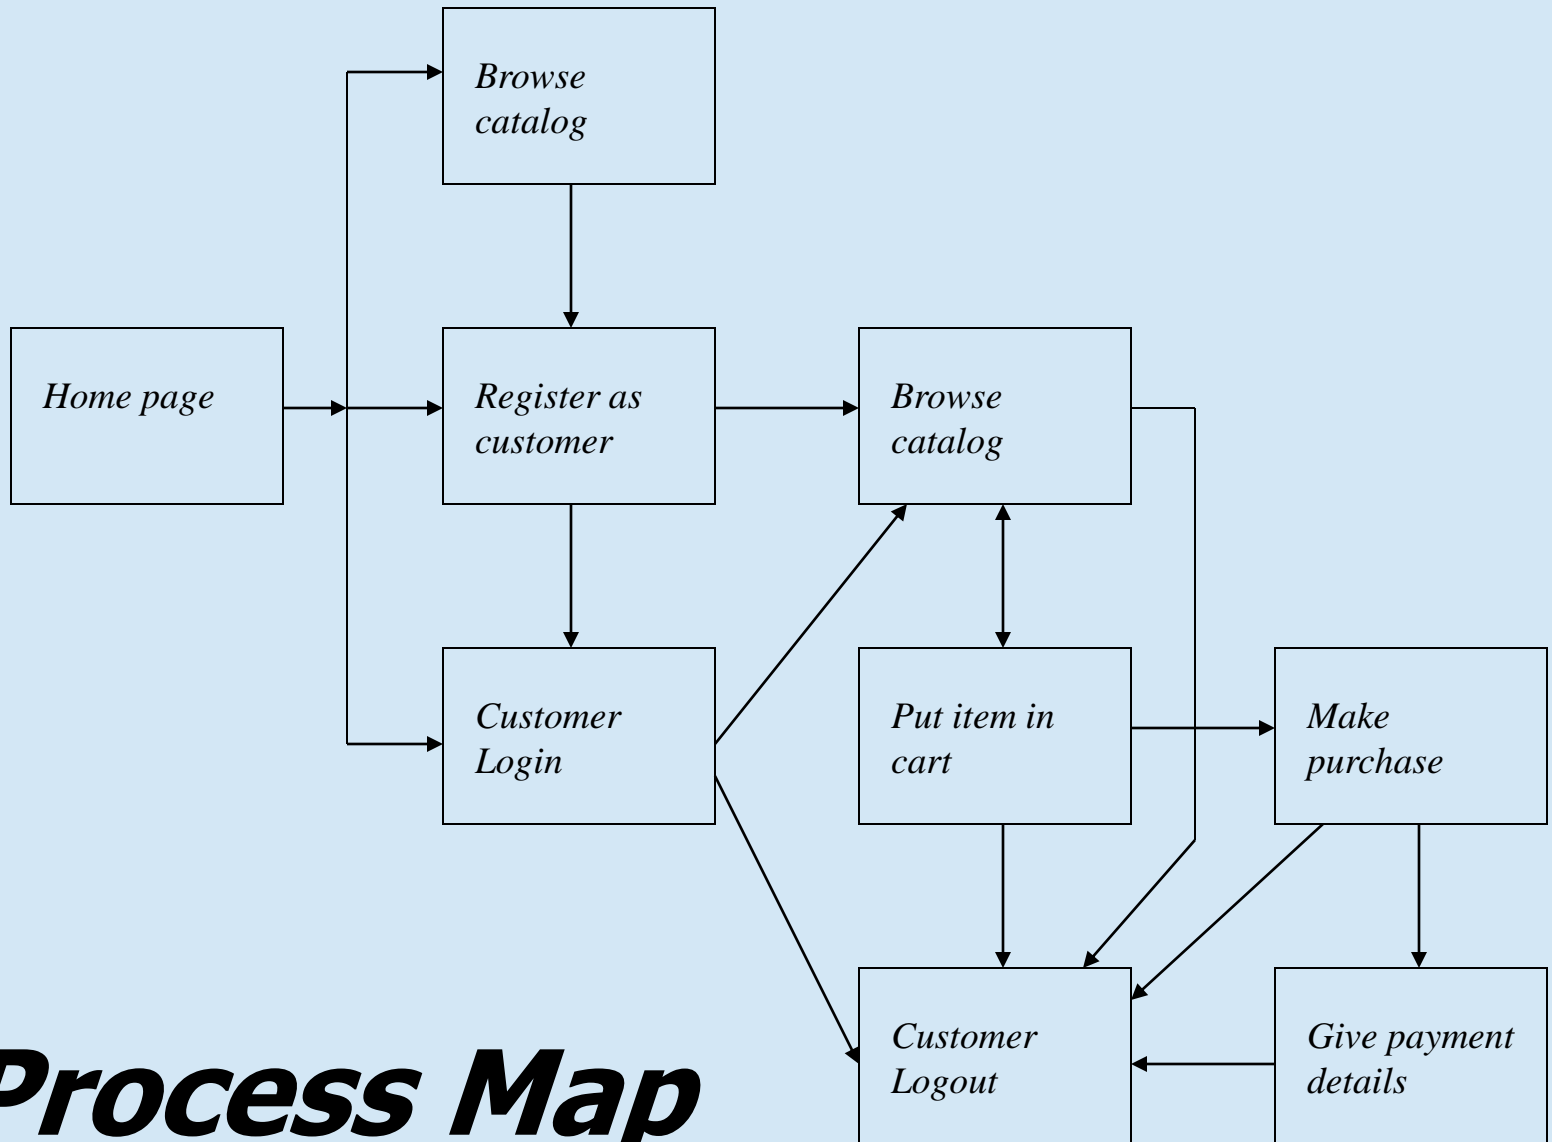 Browse
catalog
Home page
Register as
customer
Browse
catalog
Customer
Login
Put item in
cart
Make
purchase
Customer
Logout
Give payment
details
Process Map